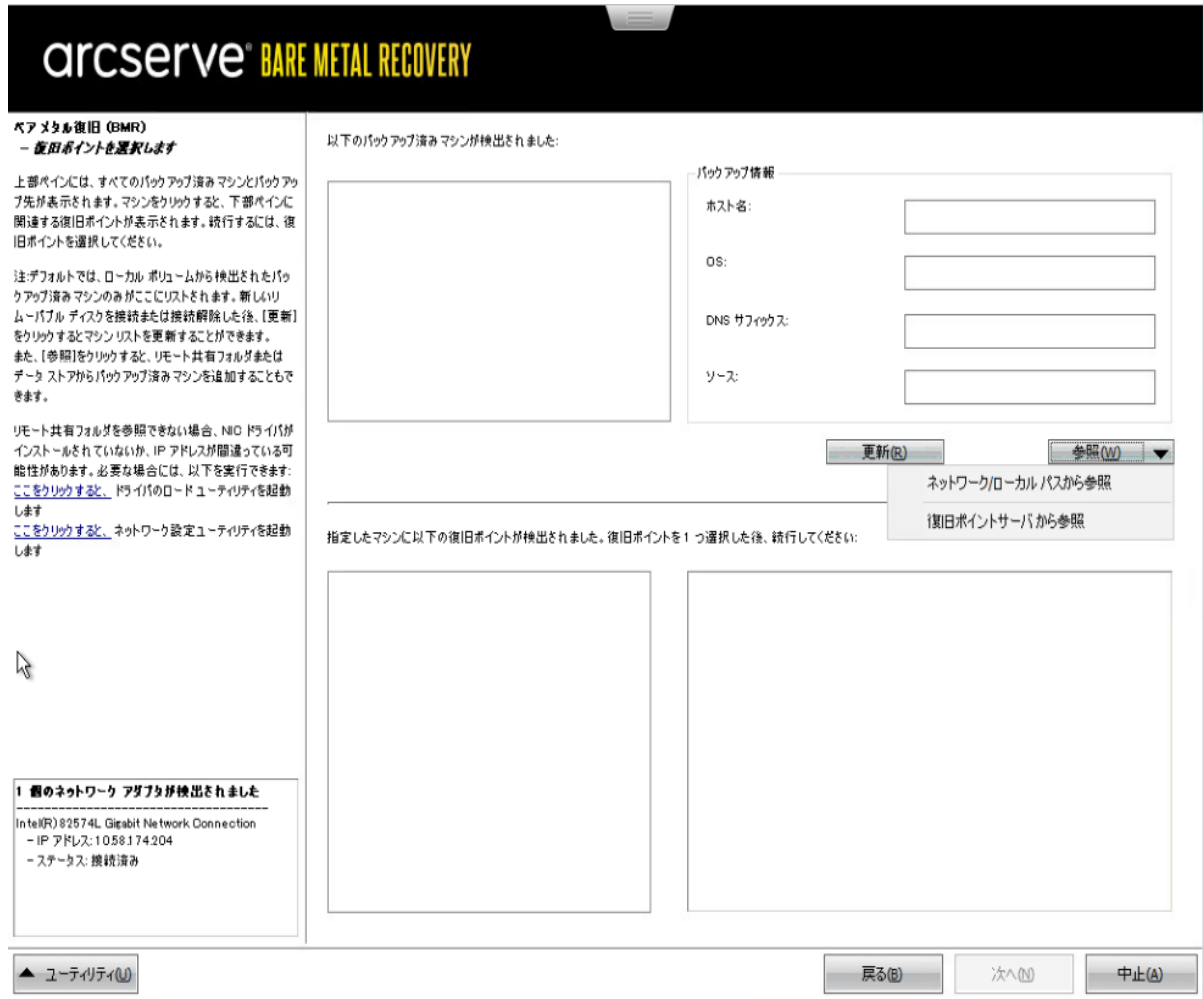 arcserve® BARE METAL RECOVERY
ベア メタル復旧 (BMR)
- 復旧ポイントを選択します
上部ペインには、すべてのバックアップ済みマシンとバックアッ
プ先が表示されます。マシンをクリックすると、下部ペインに
関連する復旧ポイントが表示されます。続行するには、復
旧ポイントを選択してください。
注:デフォルトでは、ローカル ボリュームから検出されたバッ
クアップ済みマシンのみがここにリストされます。新しいリ
ムーバブル ディスクを接続または接続解除した後、[更新]
をクリックするとマシン リストを更新することができます。
また、[参照]をクリックすると、リモート共有フォルダまたは
データ ストアからバックアップ済みマシンを追加することもで
きます。
リモート共有フォルダを参照できない場合、NIC ドライバが
インストールされていないか、IP アドレスが間違っている可
能性があります。必要な場合には、以下を実行できます:
ここをクリックすると、ドライバのロード ユーティリティを起動
します
ここをクリックすると、ネットワーク設定ユーティリティを起動
します
1 個のネットワーク アダプタが検出されました
------------------------------------
Intel(R) 82574L Gigabit Network Connection
- IP アドレス: 10.58.174.204
- ステータス: 接続済み
以下のバックアップ済みマシンが検出されました:
バックアップ情報
ホスト名:
OS:
DNS サフィックス:
ソース:
更新(R)
参照(W)
ネットワーク/ローカル パスから参照
復旧ポイントサーバから参照
指定したマシンに以下の復旧ポイントが検出されました。復旧ポイントを 1 つ選択した後、続行してください:
ユーティリティ(U)
戻る(B)
次へ(N)
中止(A)